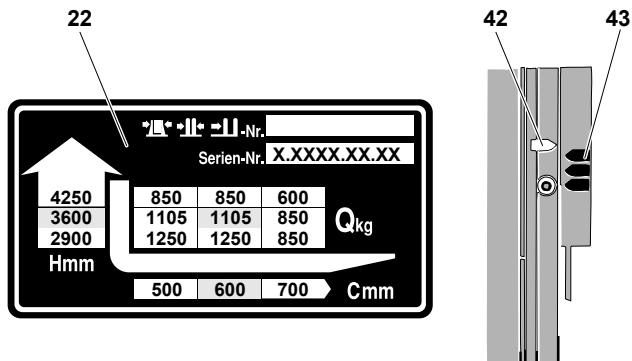 22
42
43
-Nr.
Serien-Nr. X.XXXX.XX.XX
4250 850 850 600
3600 1105 1105 850
2900 1250 1250 850
Qkg
Hmm
500 600 700 Cmm